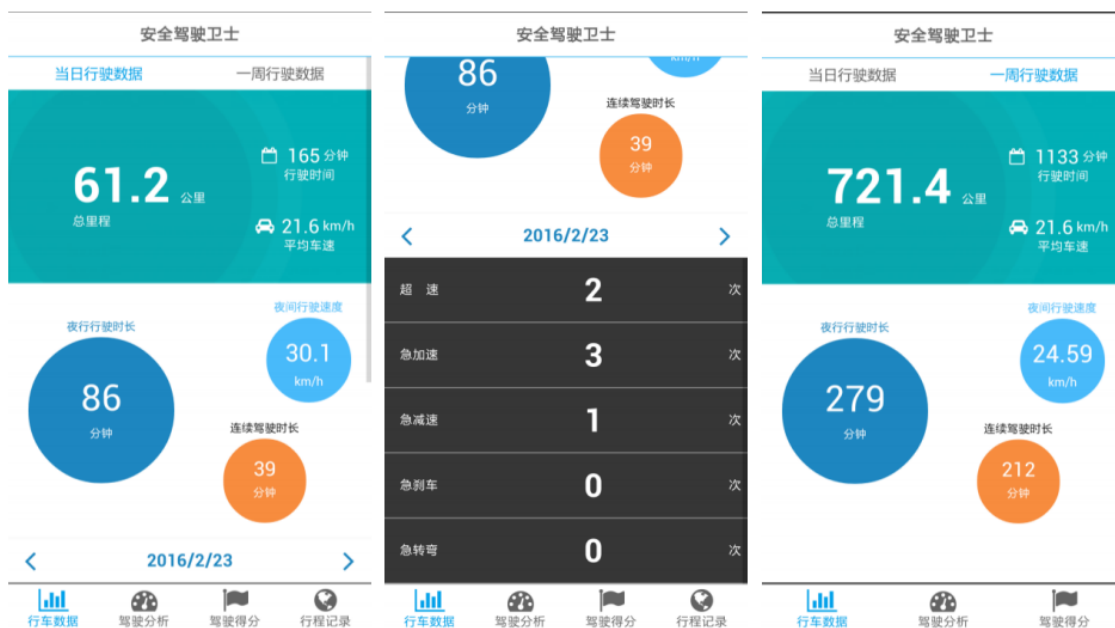 安全驾驶卫士
当日行驶数据 一周行驶数据
61.2 公里
总里程
165 分钟
行驶时间
21.6 km/h
平均车速
夜行行驶时长
86
分钟
夜间行驶速度
30.1
km/h
连续驾驶时长
39
分钟
2016/2/23
行车数据 驾驶分析 驾驶得分 行程记录
安全驾驶卫士
86
分钟
km/h
连续驾驶时长
39
分钟
2016/2/23
超 速 2 次
急加速 3 次
急减速 1 次
急刹车 0 次
急转弯 0 次
行车数据 驾驶分析 驾驶得分 行程记录
安全驾驶卫士
当日行驶数据 一周行驶数据
721.4 公里
总里程
1133 分钟
行驶时间
21.6 km/h
平均车速
夜行行驶时长
279
分钟
夜间行驶速度
24.59
km/h
连续驾驶时长
212
分钟
行车数据 驾驶分析 驾驶得分